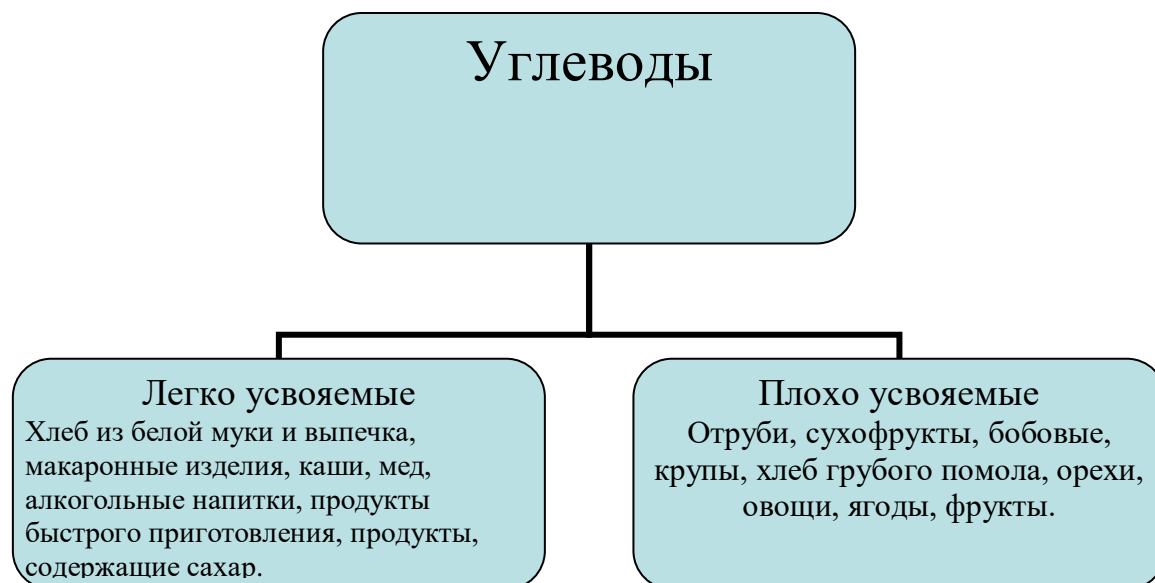 Углеводы
Легко усвояемые
Хлеб из белой муки и выпечка,
макаронные изделия, каши, мед,
алкогольные напитки, продукты
быстрого приготовления, продукты,
содержащие сахар.
Плохо усвояемые
Отруби, сухофрукты, бобовые,
крупы, хлеб грубого помола, орехи,
овощи, ягоды, фрукты.